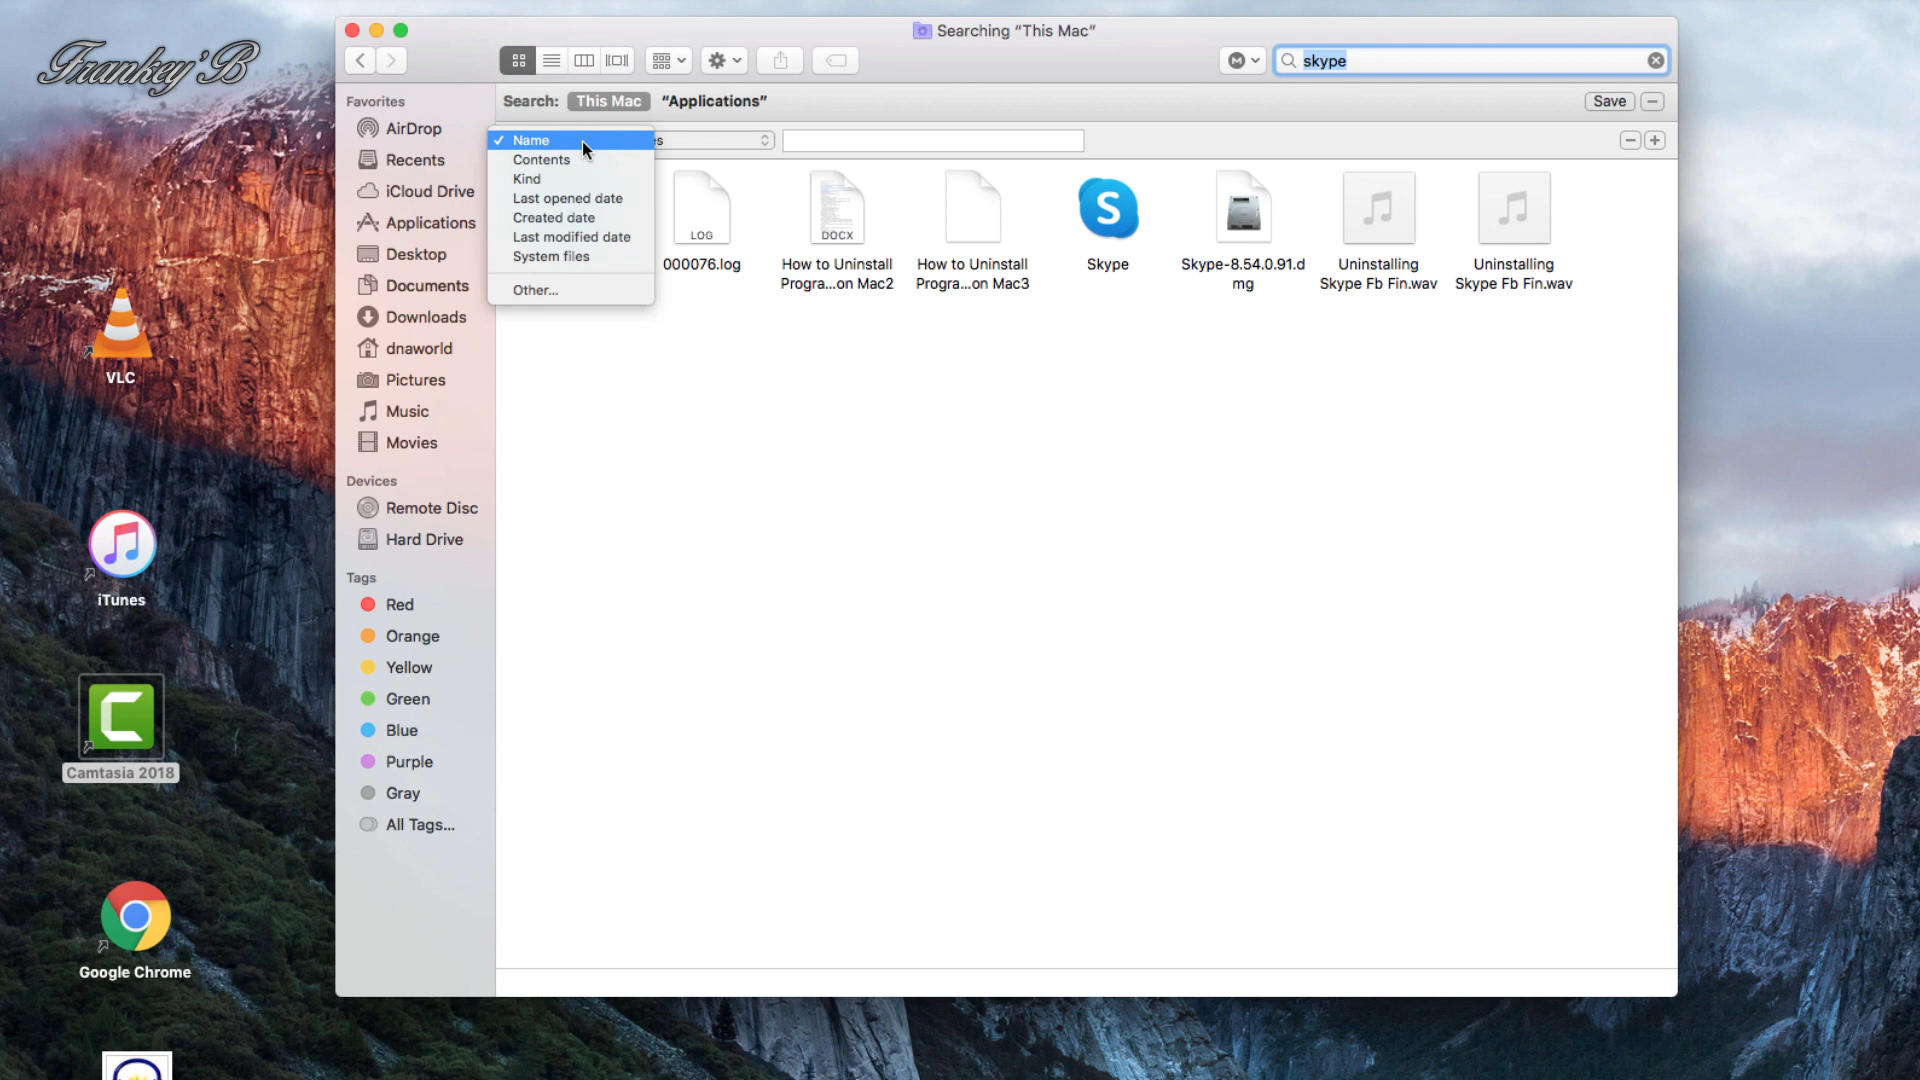 Frankey'B
Searching “This Mac”
skype
Search: This Mac “Applications” Save
Favorites
AirDrop
Recents
iCloud Drive
Applications
Desktop
Documents
Downloads
dnaworld
Pictures
Music
Movies
Devices
Remote Disc
Hard Drive
Tags
Red
Orange
Yellow
Green
Blue
Purple
Gray
All Tags...
Name
Contents
Kind
Last opened date
Created date
Last modified date
System files
Other...
LOG
000076.log
DOCX
How to Uninstall
Progra...on Mac2
How to Uninstall
Progra...on Mac3
S
Skype
Skype-8.54.0.91.d
mg
Uninstalling
Skype Fb Fin.wav
Uninstalling
Skype Fb Fin.wav
VLC
iTunes
C
Camtasia 2018
Google Chrome